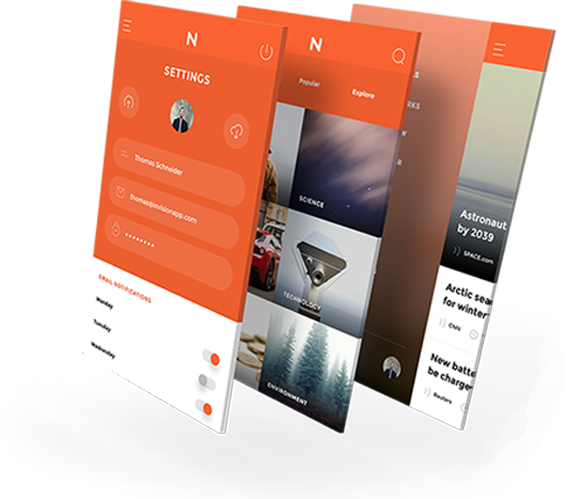 N
SETTINGS
Thomas Schneider
thomas@invisionapp.com
EMAIL NOTIFICATIONS
Monday
Tuesday
Wednesday
N
Popular
Explore
SCIENCE
TECHNOLOGY
ENVIRONMENT
Astronaut
by 2039
SPACE.com
Arctic sea
for winter
CNN
New batte
be charge
Reuters